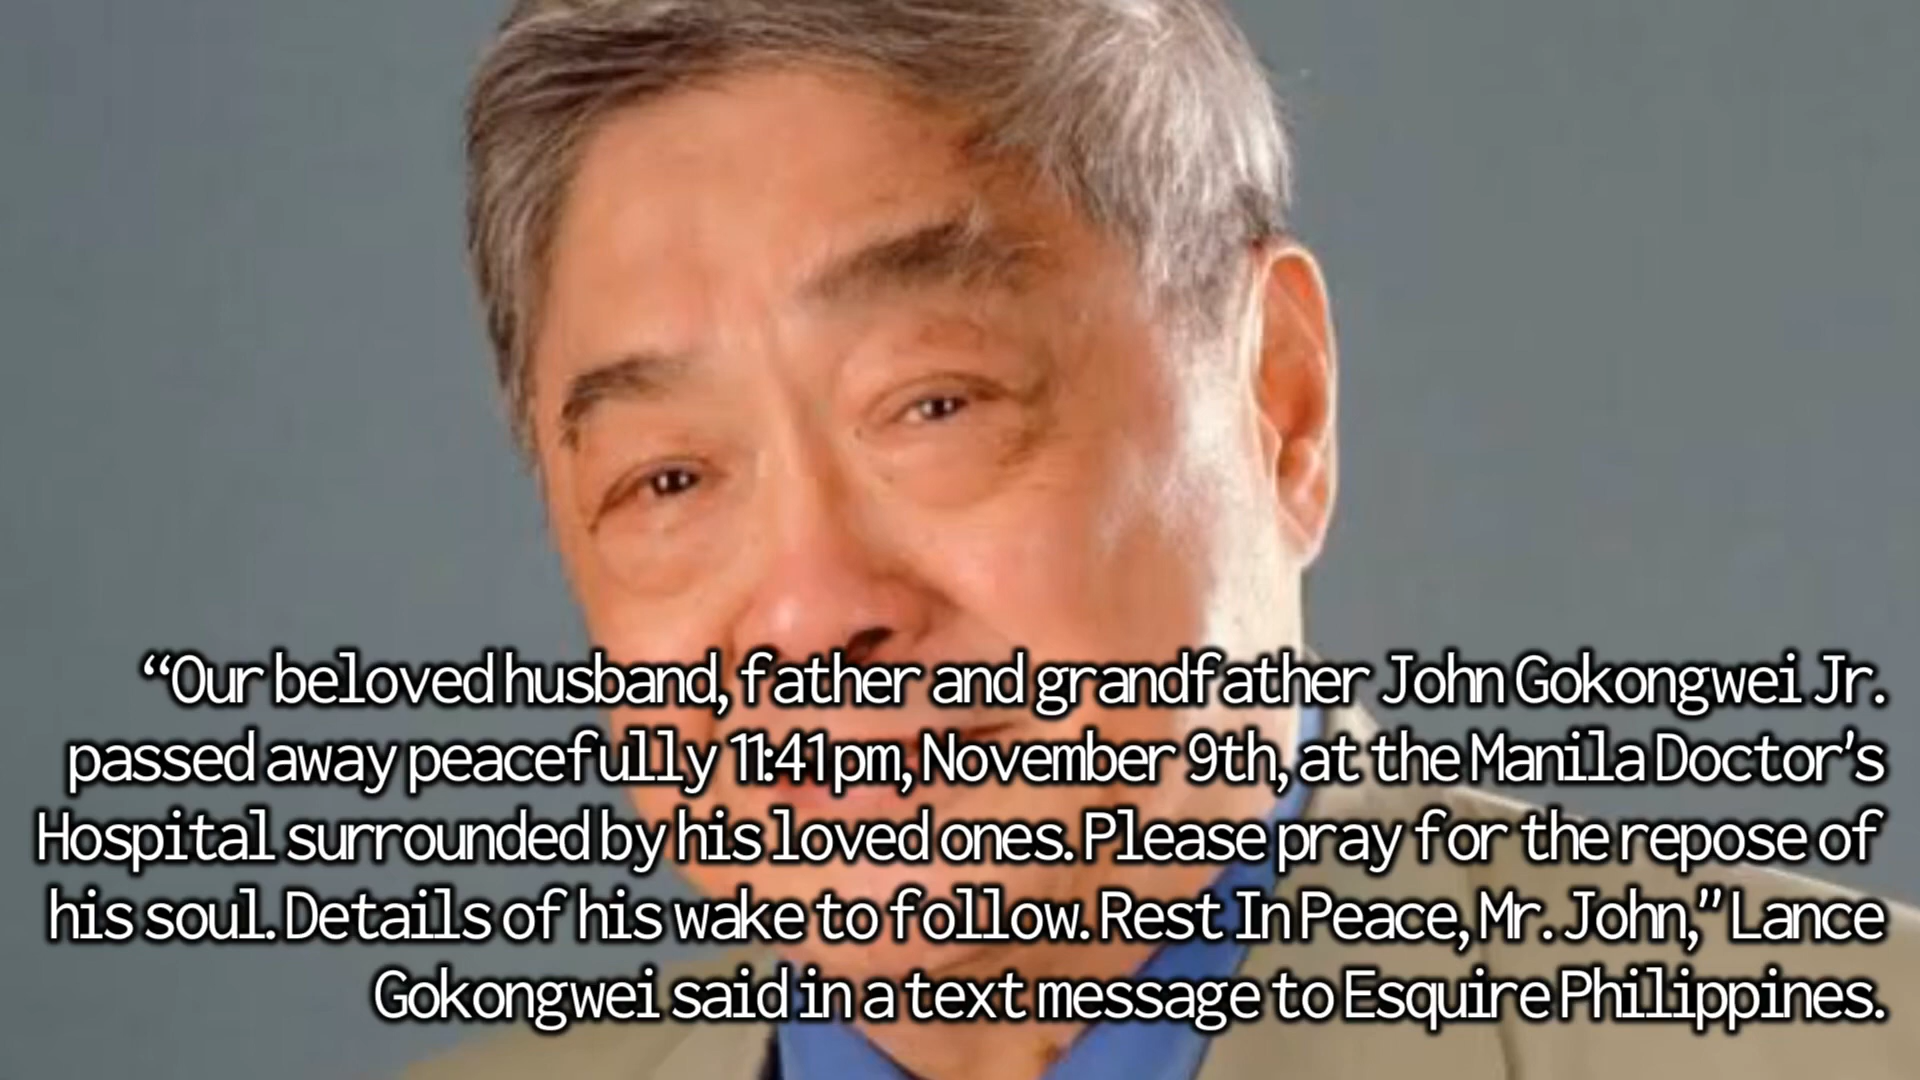 “Our beloved husband, father and grandfather John Gokongwei Jr.
passed away peacefully 11:41pm, November 9th, at the Manila Doctor's
Hospital surrounded by his loved ones. Please pray for the repose of
his soul. Details of his wake to follow. Rest In Peace, Mr. John,” Lance
Gokongwei said in a text message to Esquire Philippines.